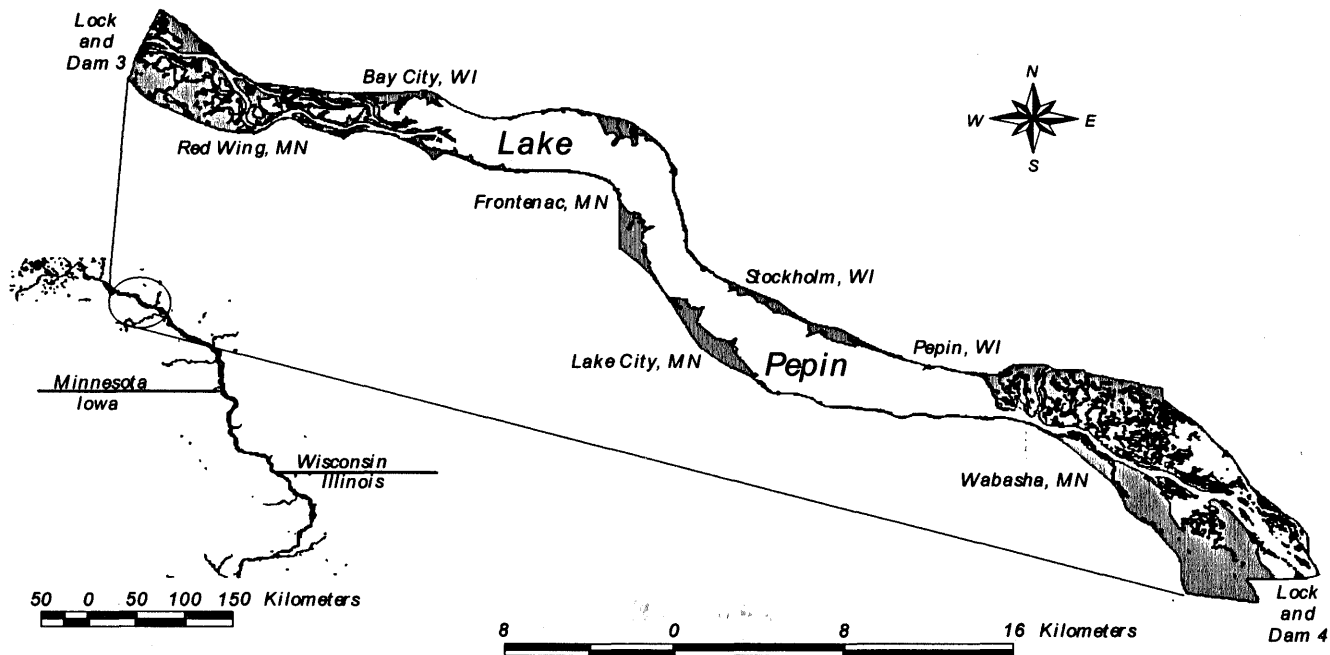 Lock
and
Dam 3
Bay City, WI
Red Wing, MN
Lake
N
W
E
S
Frontenac, MN
Stockholm, WI
Lake City, MN
Pepin
Pepin, WI
Minnesota
Iowa
Wisconsin
Illinois
Wabasha, MN
Lock
and
Dam 4
50 0 50 100 150 Kilometers
8 0 8 16 Kilometers